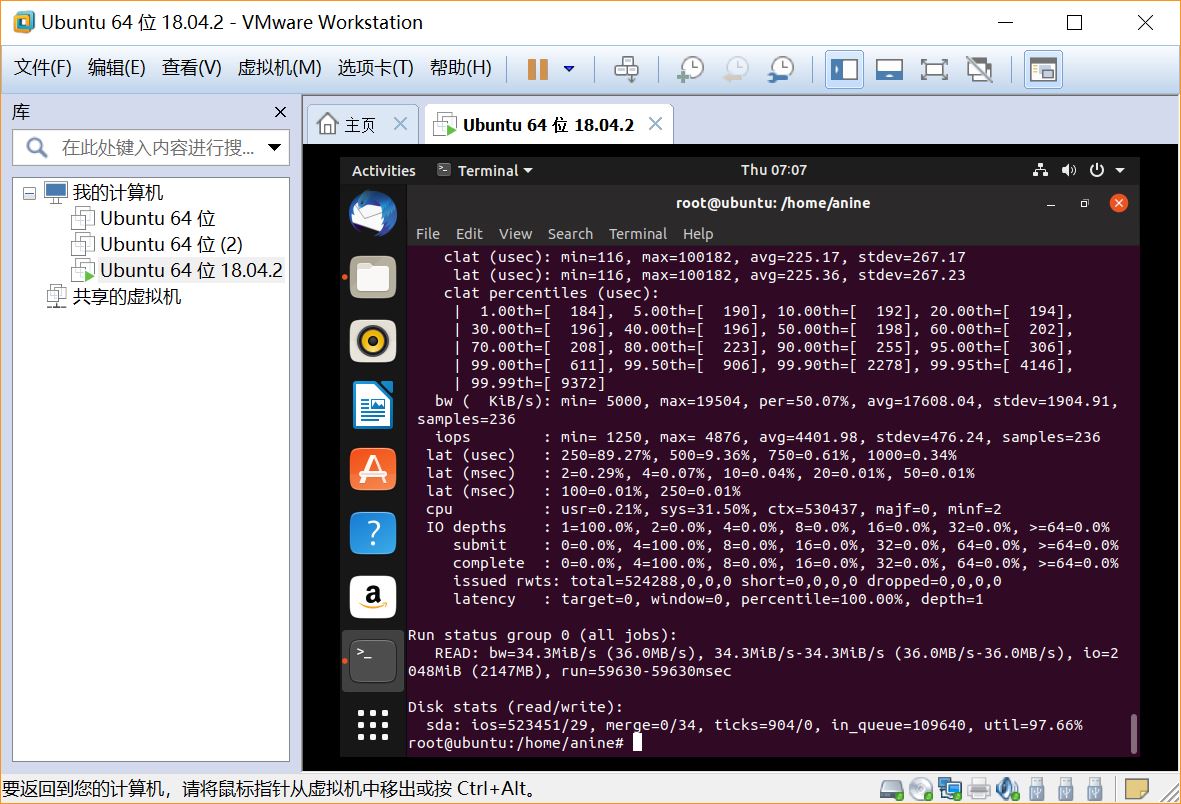 Ubuntu 64 位 18.04.2 - VMware Workstation
文件(F) 编辑(E) 查看(V) 虚拟机(M) 选项卡(T) 帮助(H)
库
在此处键入内容进行搜...
我的计算机
Ubuntu 64 位
Ubuntu 64 位 (2)
Ubuntu 64 位 18.04.2
共享的虚拟机
主页
Ubuntu 64 位 18.04.2
Activities Terminal Thu 07:07
root@ubuntu: /home/anine
File Edit View Search Terminal Help
clat (usec): min=116, max=100182, avg=225.17, stdev=267.17
lat (usec): min=116, max=100182, avg=225.36, stdev=267.23
clat percentiles (usec):
| 1.00th=[ 184], 5.00th=[ 190], 10.00th=[ 192], 20.00th=[ 194],
| 30.00th=[ 196], 40.00th=[ 196], 50.00th=[ 198], 60.00th=[ 202],
| 70.00th=[ 208], 80.00th=[ 223], 90.00th=[ 255], 95.00th=[ 306],
| 99.00th=[ 611], 99.50th=[ 906], 99.90th=[ 2278], 99.95th=[ 4146],
| 99.99th=[ 9372]
bw ( KiB/s): min= 5000, max=19504, per=50.07%, avg=17608.04, stdev=1904.91,
samples=236
iops : min= 1250, max= 4876, avg=4401.98, stdev=476.24, samples=236
lat (usec) : 250=89.27%, 500=9.36%, 750=0.61%, 1000=0.34%
lat (msec) : 2=0.29%, 4=0.07%, 10=0.04%, 20=0.01%, 50=0.01%
lat (msec) : 100=0.01%, 250=0.01%
cpu : usr=0.21%, sys=31.50%, ctx=530437, majf=0, minf=2
IO depths : 1=100.0%, 2=0.0%, 4=0.0%, 8=0.0%, 16=0.0%, 32=0.0%, >=64=0.0%
submit : 0=0.0%, 4=100.0%, 8=0.0%, 16=0.0%, 32=0.0%, 64=0.0%, >=64=0.0%
complete : 0=0.0%, 4=100.0%, 8=0.0%, 16=0.0%, 32=0.0%, 64=0.0%, >=64=0.0%
issued rwts: total=524288,0,0,0 short=0,0,0,0 dropped=0,0,0,0
latency : target=0, window=0, percentile=100.00%, depth=1
Run status group 0 (all jobs):
READ: bw=34.3MiB/s (36.0MB/s), 34.3MiB/s-34.3MiB/s (36.0MB/s-36.0MB/s), io=2
048MiB (2147MB), run=59630-59630msec
Disk stats (read/write):
sda: ios=523451/29, merge=0/34, ticks=904/0, in_queue=109640, util=97.66%
root@ubuntu:/home/anine#
要返回到您的计算机，请将鼠标指针从虚拟机中移出或按 Ctrl+Alt。